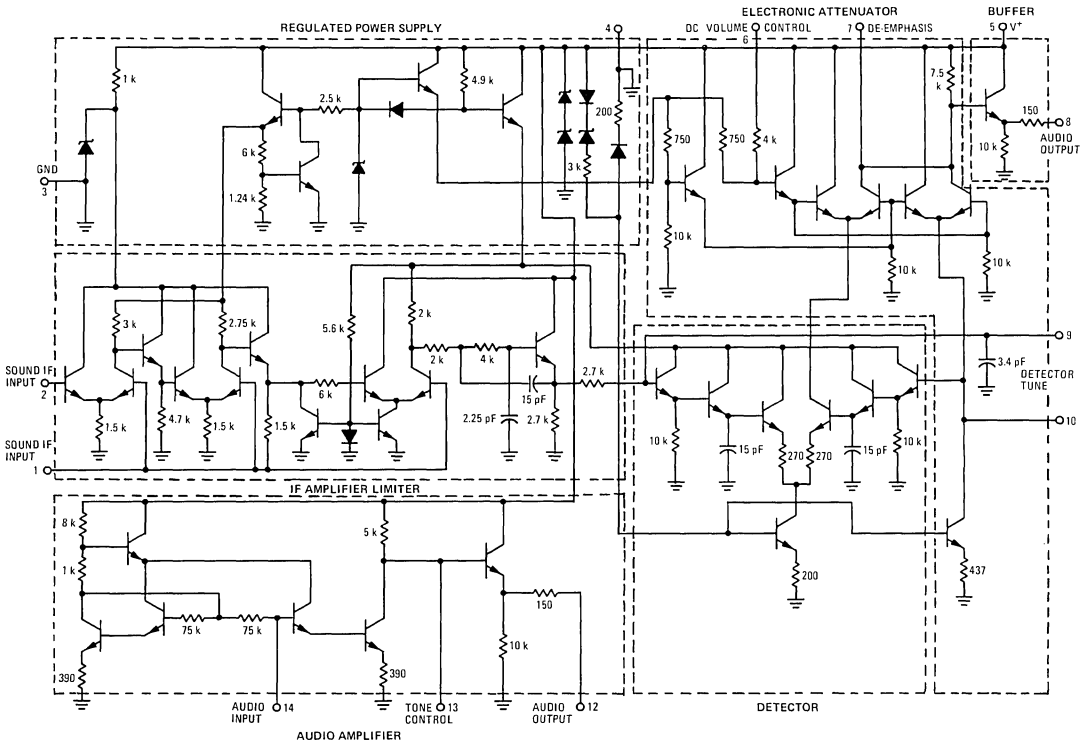 REGULATED POWER SUPPLY
4
ELECTRONIC ATTENUATOR
DC VOLUME CONTROL
6
7 DE-EMPHASIS
BUFFER
5 V+
1 k
2.5 k
4.9 k
200
3 k
6 k
1.24 k
GND
3
750
750
4 k
7.5 k
10 k
10 k
10 k
150
8
AUDIO OUTPUT
10 k
3 k
2.75 k
5.6 k
2 k
2 k
4 k
6 k
15 pF
2.7 k
2.25 pF
2.7 k
SOUND IF INPUT
2
1.5 k
4.7 k
1.5 k
1.5 k
SOUND IF INPUT
1
IF AMPLIFIER LIMITER
9
3.4 pF
DETECTOR TUNE
10
10 k
15 pF
270
270
15 pF
10 k
200
437
8 k
1 k
75 k
75 k
390
5 k
390
150
10 k
AUDIO INPUT
14
TONE CONTROL
13
AUDIO OUTPUT
12
DETECTOR
AUDIO AMPLIFIER